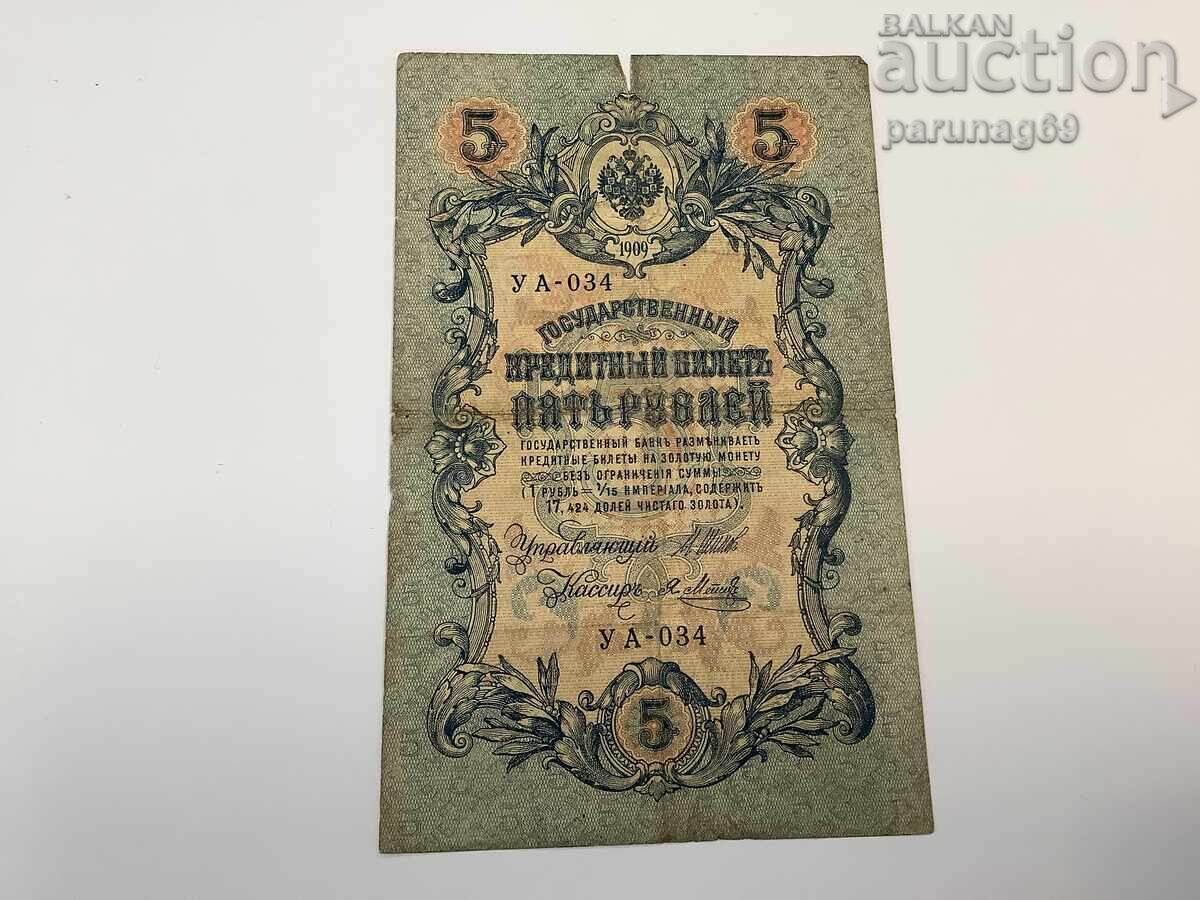 BALKAN
auction
parunag69
5 5
1909
УА-034
ГОСУДАРСТВЕННЫЙ
КРЕДИТНЫЙ БИЛЕТЪ
ПЯТЬ РУБЛЕЙ
ГОСУДАРСТВЕННЫЙ БАНКЪ РАЗМѢНИВАЕТЪ
КРЕДИТНЫЕ БИЛЕТЫ НА ЗОЛОТУЮ МОНЕТУ
БЕЗЪ ОГРАНИЧЕНІЯ СУММЫ
(1 РУБЛЬ = 1/15 ИМПЕРІАЛА, СОДЕРЖИТЪ
17,424 ДОЛЕЙ ЧИСТАГО ЗОЛОТА).
Управляющій
Кассиръ
УА-034
5